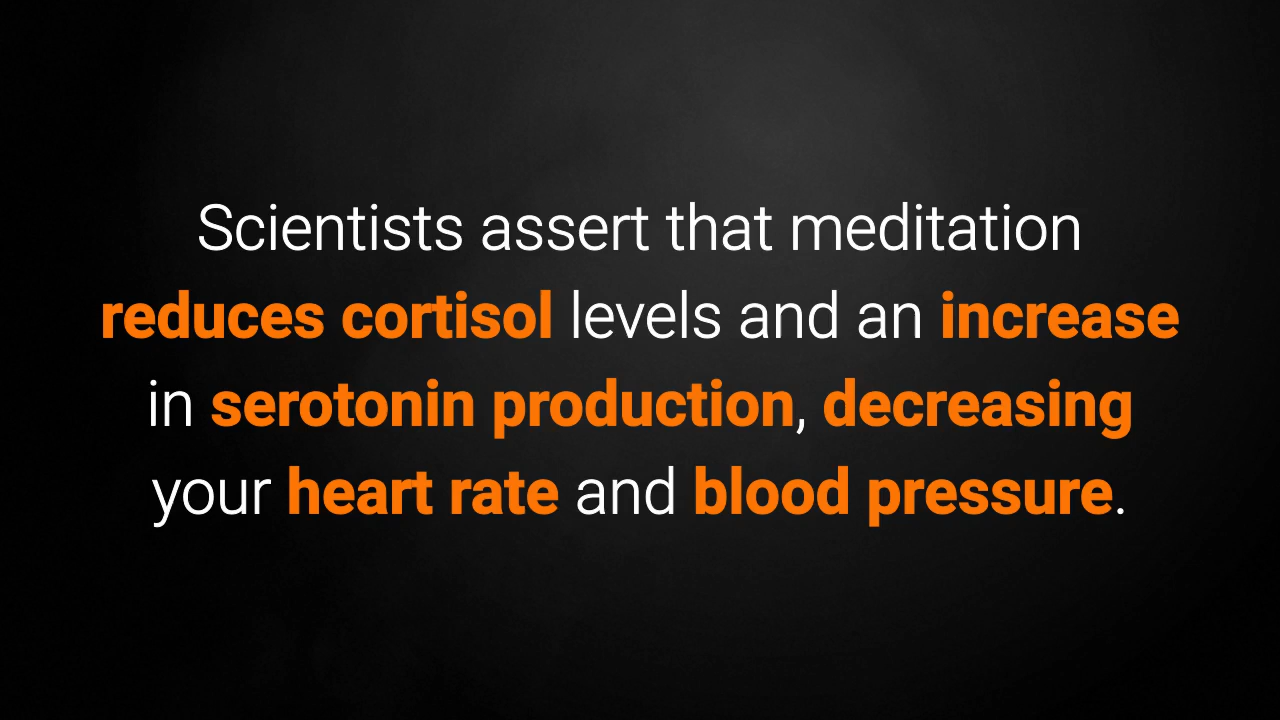 Scientists assert that meditation
reduces cortisol levels and an increase
in serotonin production, decreasing
your heart rate and blood pressure.